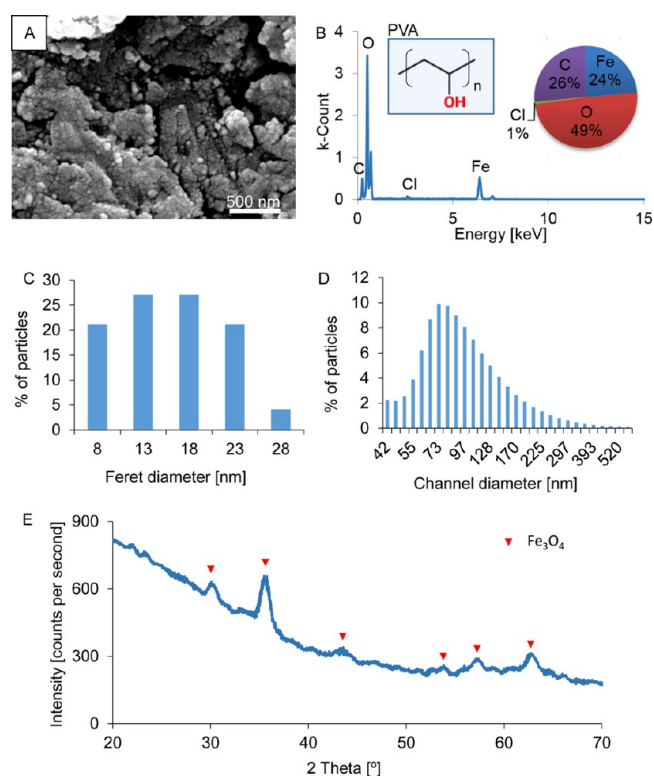 A
500 nm
B
PVA
OH
n
C
26%
Fe
24%
Cl
1%
O
49%
k-Count
4
3
2
1
0
O
C
Cl
Fe
0
5
10
15
Energy [keV]
C
% of particles
30
25
20
15
10
5
0
8 13 18 23 28
Feret diameter [nm]
D
% of particles
12
10
8
6
4
2
0
42 55 73 97 128 170 225 297 393 520
Channel diameter [nm]
E
Intensity [counts per second]
900
600
300
0
Fe₃O₄
20 30 40 50 60 70
2 Theta [º]